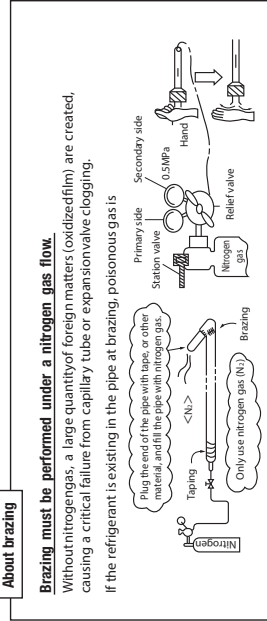 About brazing
Brazing must be performed under a nitrogen gas flow.
Without nitrogen gas, a large quantity of foreign matters (oxidized film) are created,
causing a critical failure from capillary tube or expansion valve clogging.
If the refrigerant is existing in the pipe at brazing, poisonous gas is
Plug the end of the pipe with tape, or other
material, and fill the pipe with nitrogen gas.
<N₂>
Taping
Brazing
Nitrogen
Only use nitrogen gas (N₂)
Primary side
Secondary side
Station valve
0.5MPa
Nitrogen
gas
Relief valve
Hand